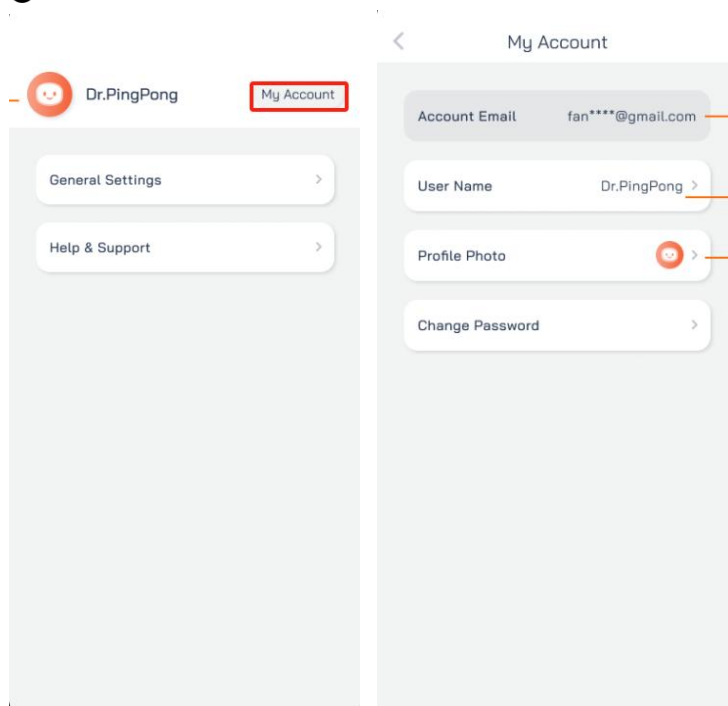 Dr.PingPong My Account
General Settings
Help & Support
My Account
Account Email fan****@gmail.com
User Name Dr.PingPong
Profile Photo
Change Password